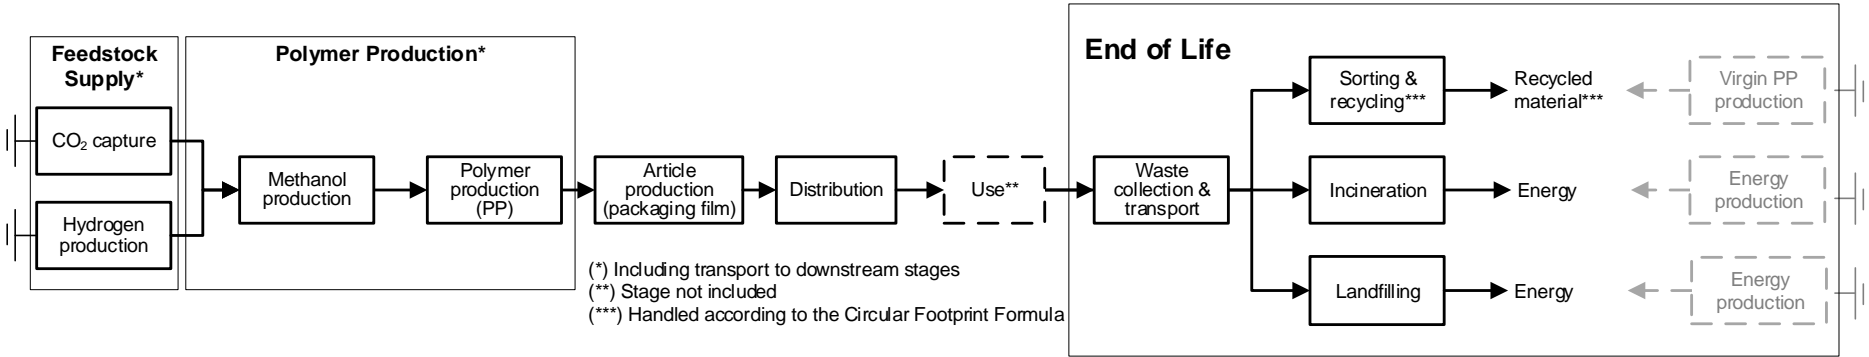 Feedstock
Supply*
CO₂ capture
Hydrogen
production
Polymer Production*
Methanol
production
Polymer
production
(PP)
Article
production
(packaging film)
Distribution
Use**
(*) Including transport to downstream stages
(**) Stage not included
(***) Handled according to the Circular Footprint Formula
End of Life
Waste
collection &
transport
Sorting &
recycling***
Recycled
material***
Virgin PP
production
Incineration
Energy
Energy
production
Landfilling
Energy
Energy
production